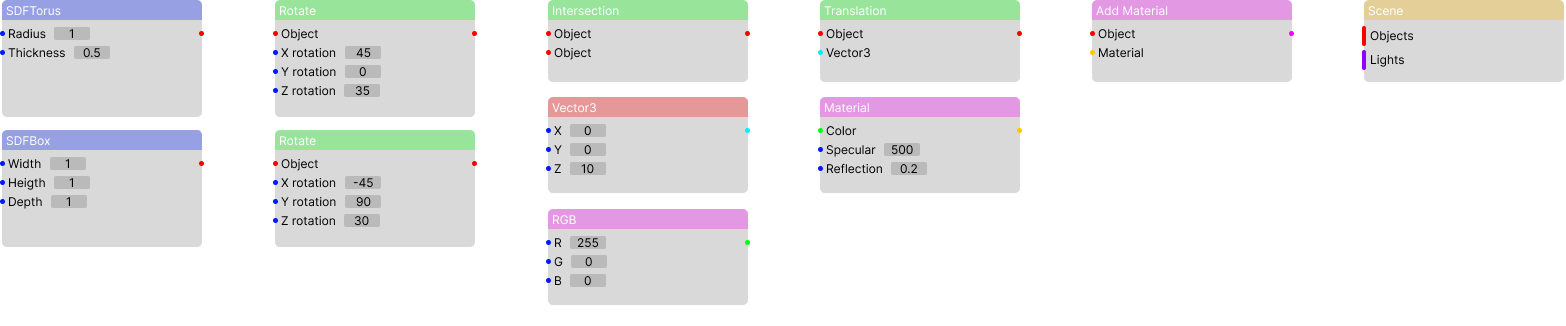 SDFTorus
Radius 1
Thickness 0.5
SDFBox
Width 1
Heigth 1
Depth 1
Rotate
Object
X rotation 45
Y rotation 0
Z rotation 35
Rotate
Object
X rotation -45
Y rotation 90
Z rotation 30
Intersection
Object
Object
Vector3
X 0
Y 0
Z 10
RGB
R 255
G 0
B 0
Translation
Object
Vector3
Material
Color
Specular 500
Reflection 0.2
Add Material
Object
Material
Scene
Objects
Lights